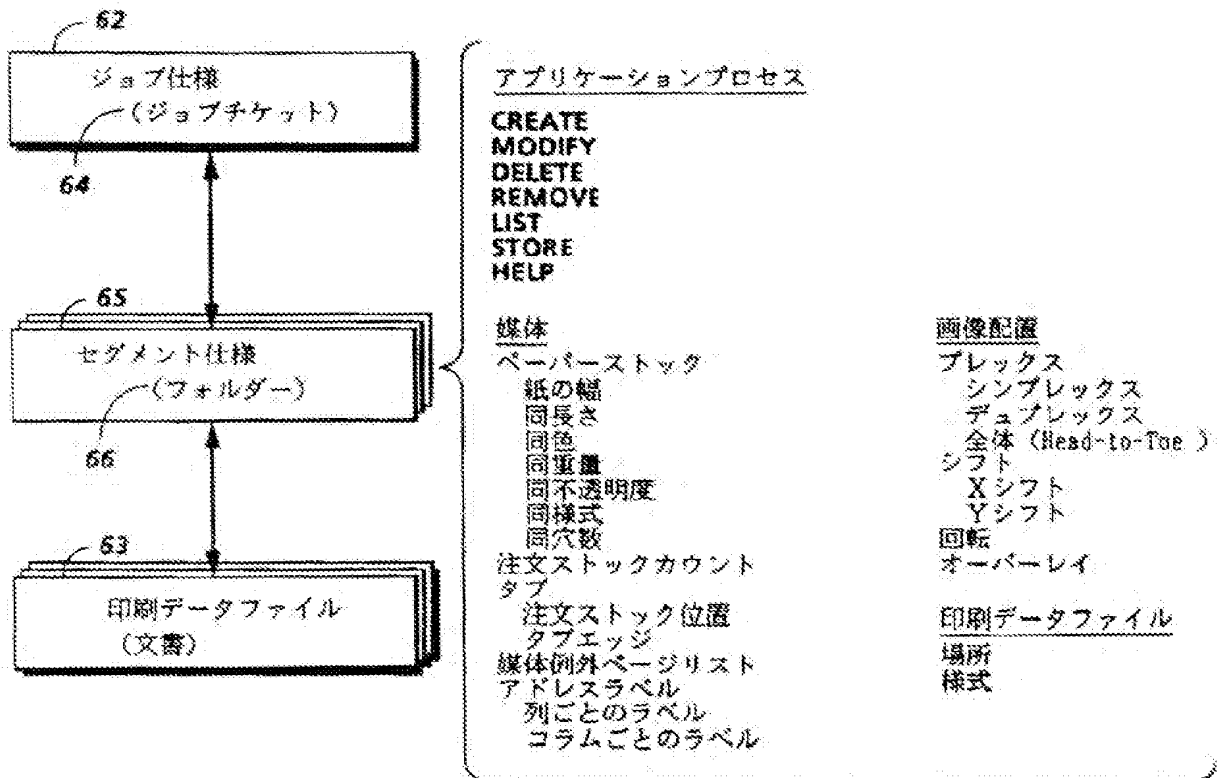 62
ジョブ仕様
(ジョブチケット)
64
65
セグメント仕様
(フォルダー)
66
63
印刷データファイル
(文書)
アプリケーションプロセス
CREATE
MODIFY
DELETE
REMOVE
LIST
STORE
HELP
媒体
ペーパーストック
紙の幅
同長さ
同色
同重量
同不透明度
同様式
同穴数
注文ストックカウント
タブ
注文ストック位置
タブエッジ
媒体例外ページリスト
アドレスラベル
列ごとのラベル
コラムごとのラベル
画像配置
プレックス
シンプレックス
デュプレックス
全体 (Head-to-Toe )
シフト
Xシフト
Yシフト
回転
オーバーレイ
印刷データファイル
場所
様式